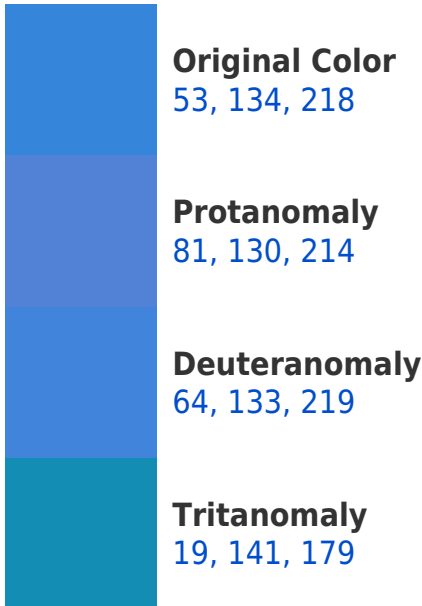 Original Color
53, 134, 218
Protanomaly
81, 130, 214
Deuteranomaly
64, 133, 219
Tritanomaly
19, 141, 179